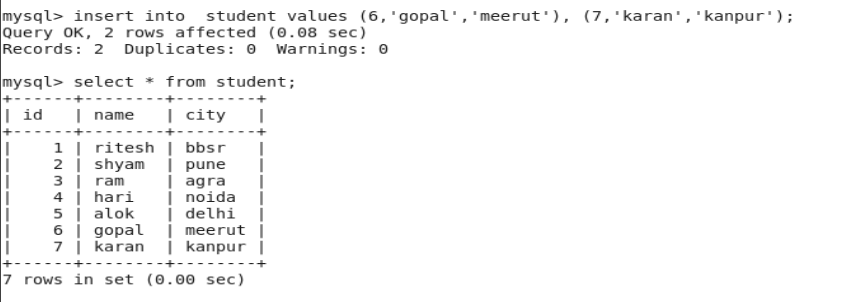 mysql> insert into  student values (6,'gopal','meerut'), (7,'karan','kanpur');
Query OK, 2 rows affected (0.08 sec)
Records: 2  Duplicates: 0  Warnings: 0
mysql> select * from student;
+------+--------+--------+
| id   | name   | city   |
+------+--------+--------+
|    1 | ritesh | bbsr   |
|    2 | shyam  | pune   |
|    3 | ram    | agra   |
|    4 | hari   | noida  |
|    5 | alok   | delhi  |
|    6 | gopal  | meerut |
|    7 | karan  | kanpur |
+------+--------+--------+
7 rows in set (0.00 sec)